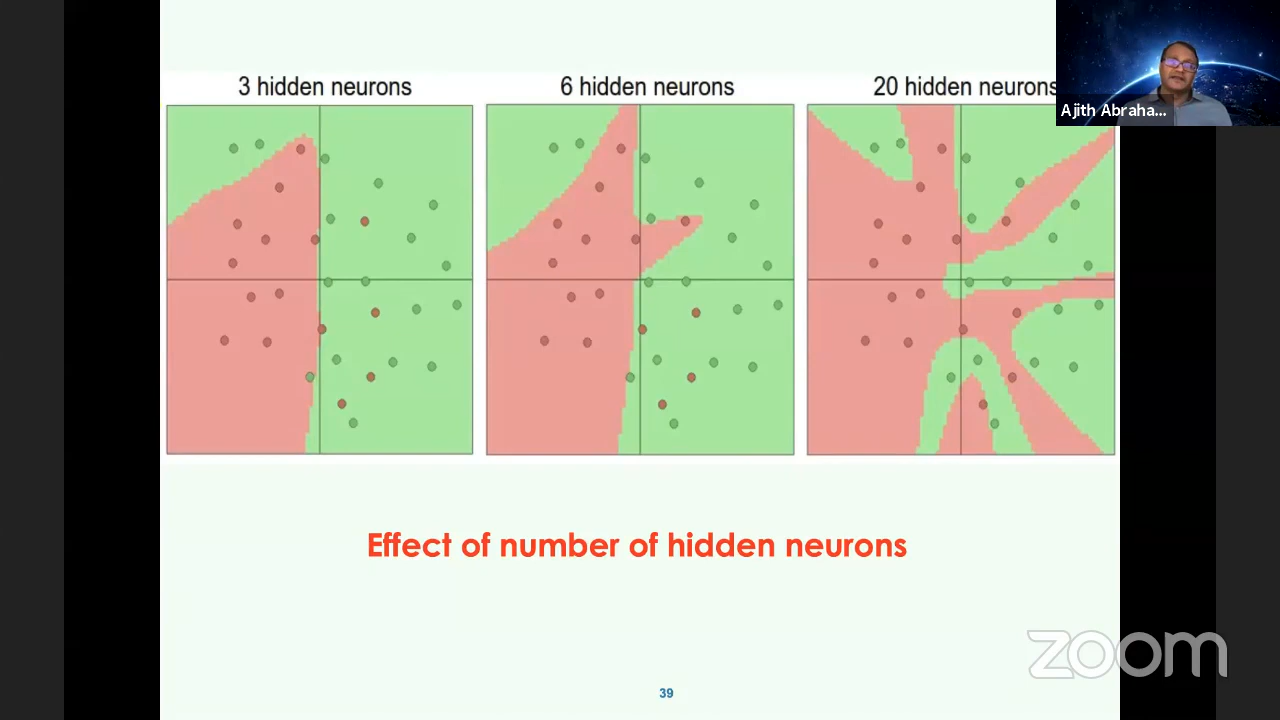 3 hidden neurons
6 hidden neurons
20 hidden neurons
Ajith Abraha...
Effect of number of hidden neurons
zoom
39